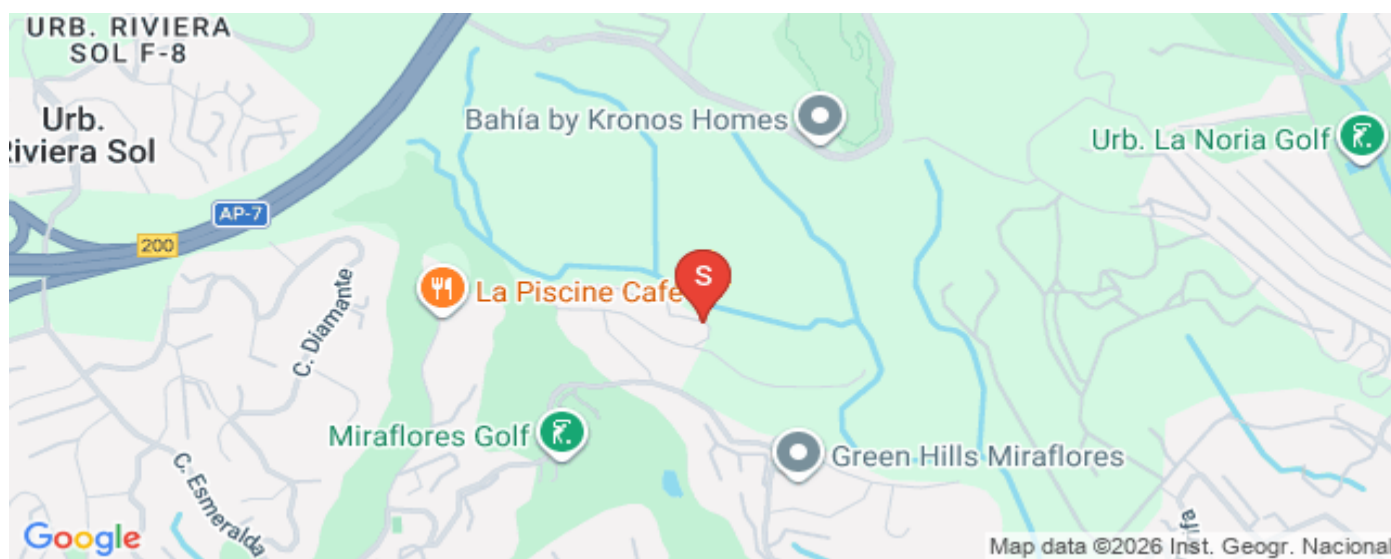 URB. RIVIERA
SOL F-8
Urb.
Riviera Sol
AP-7
200
Bahía by Kronos Homes
Urb. La Noria Golf
C. Diamante
La Piscine Cafe
S
Miraflores Golf
Green Hills Miraflores
C. Esmeralda
Google
Map data ©2026 Inst. Geogr. Nacional